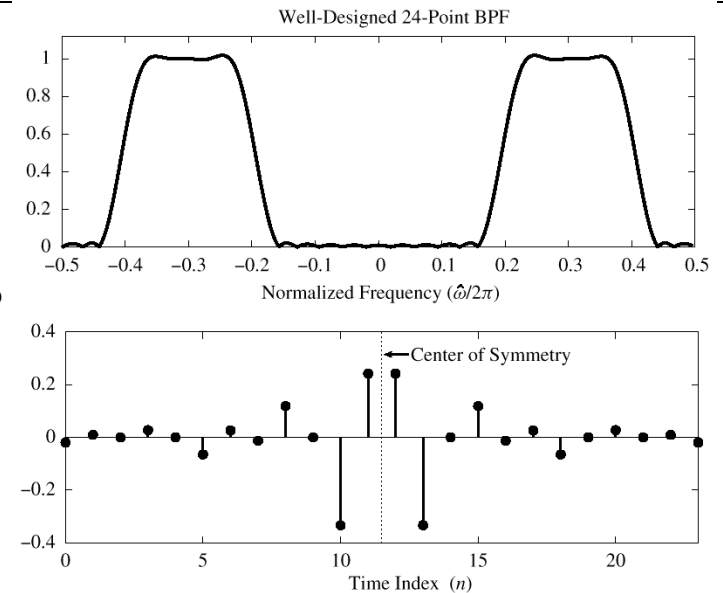 Well-Designed 24-Point BPF
1
0.8
0.6
0.4
0.2
0
−0.5 −0.4 −0.3 −0.2 −0.1 0 0.1 0.2 0.3 0.4 0.5
Normalized Frequency (ω̂/2π)
0.4
0.2
0
−0.2
−0.4
Center of Symmetry
0 5 10 15 20
Time Index (n)